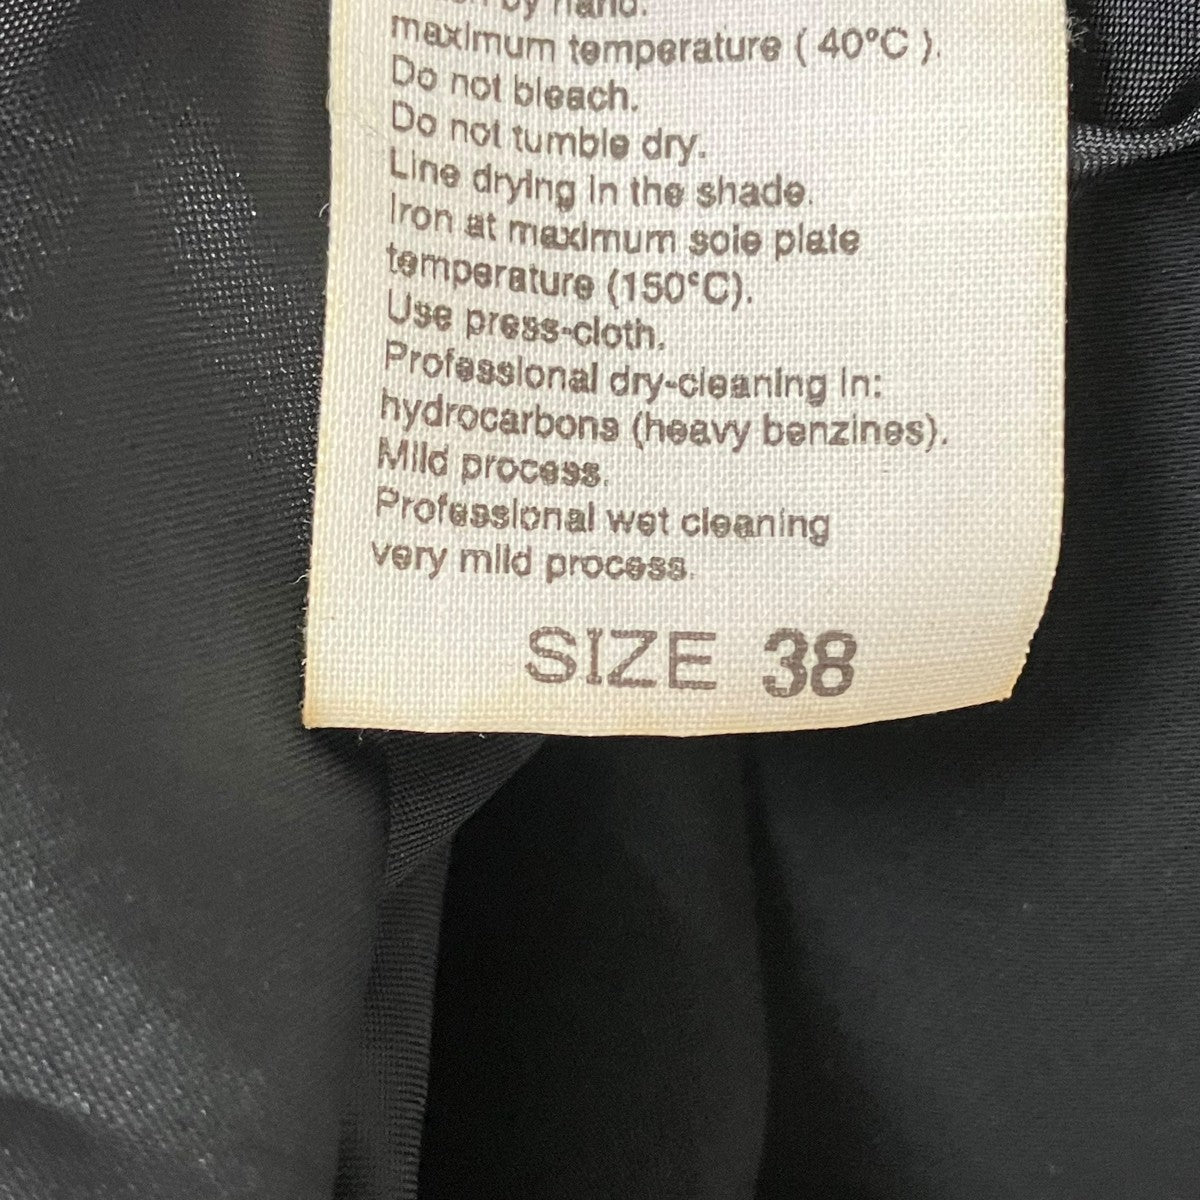 by hand.
maximum temperature ( 40°C ).
Do not bleach.
Do not tumble dry.
Line drying in the shade.
Iron at maximum sole plate
temperature (150°C).
Use press-cloth.
Professional dry-cleaning in:
hydrocarbons (heavy benzines).
Mild process.
Professional wet cleaning
very mild process.
SIZE 38